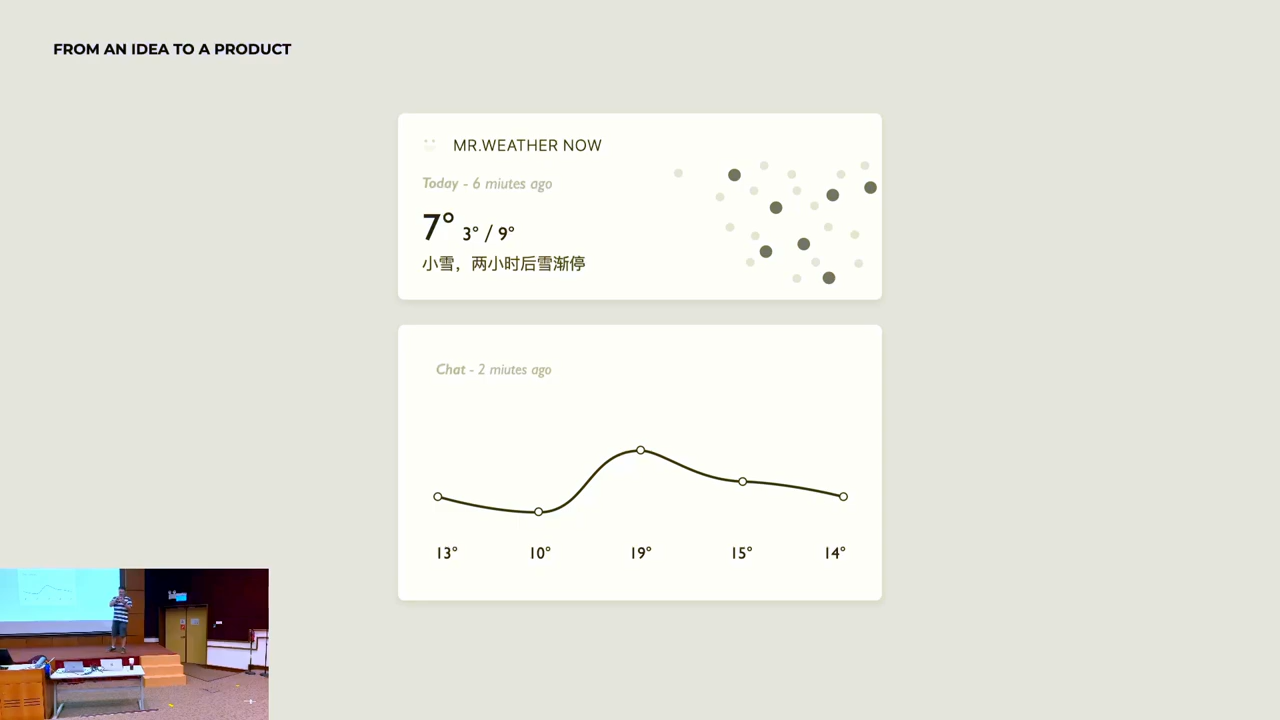 FROM AN IDEA TO A PRODUCT
MR.WEATHER NOW
Today - 6 miutes ago
7° 3° / 9°
小雪，两小时后雪渐停
Chat - 2 miutes ago
13° 10° 19° 15° 14°